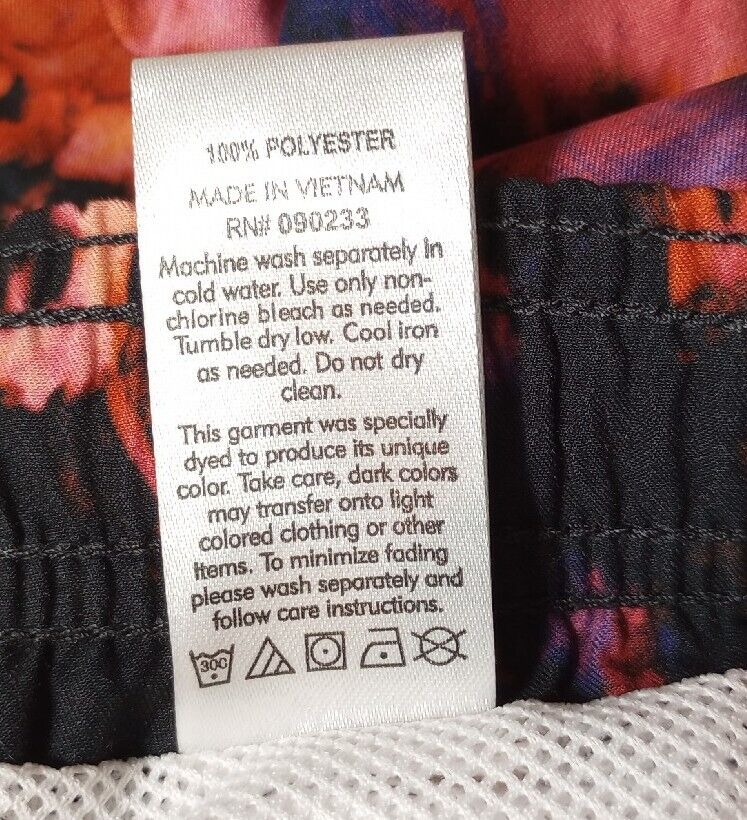 100% POLYESTER
MADE IN VIETNAM
RN# 090233
Machine wash separately in
cold water. Use only non-
chlorine bleach as needed.
Tumble dry low. Cool iron
as needed. Do not dry
clean.
This garment was specially
dyed to produce its unique
color. Take care, dark colors
may transfer onto light
colored clothing or other
items. To minimize fading
please wash separately and
follow care instructions.
300